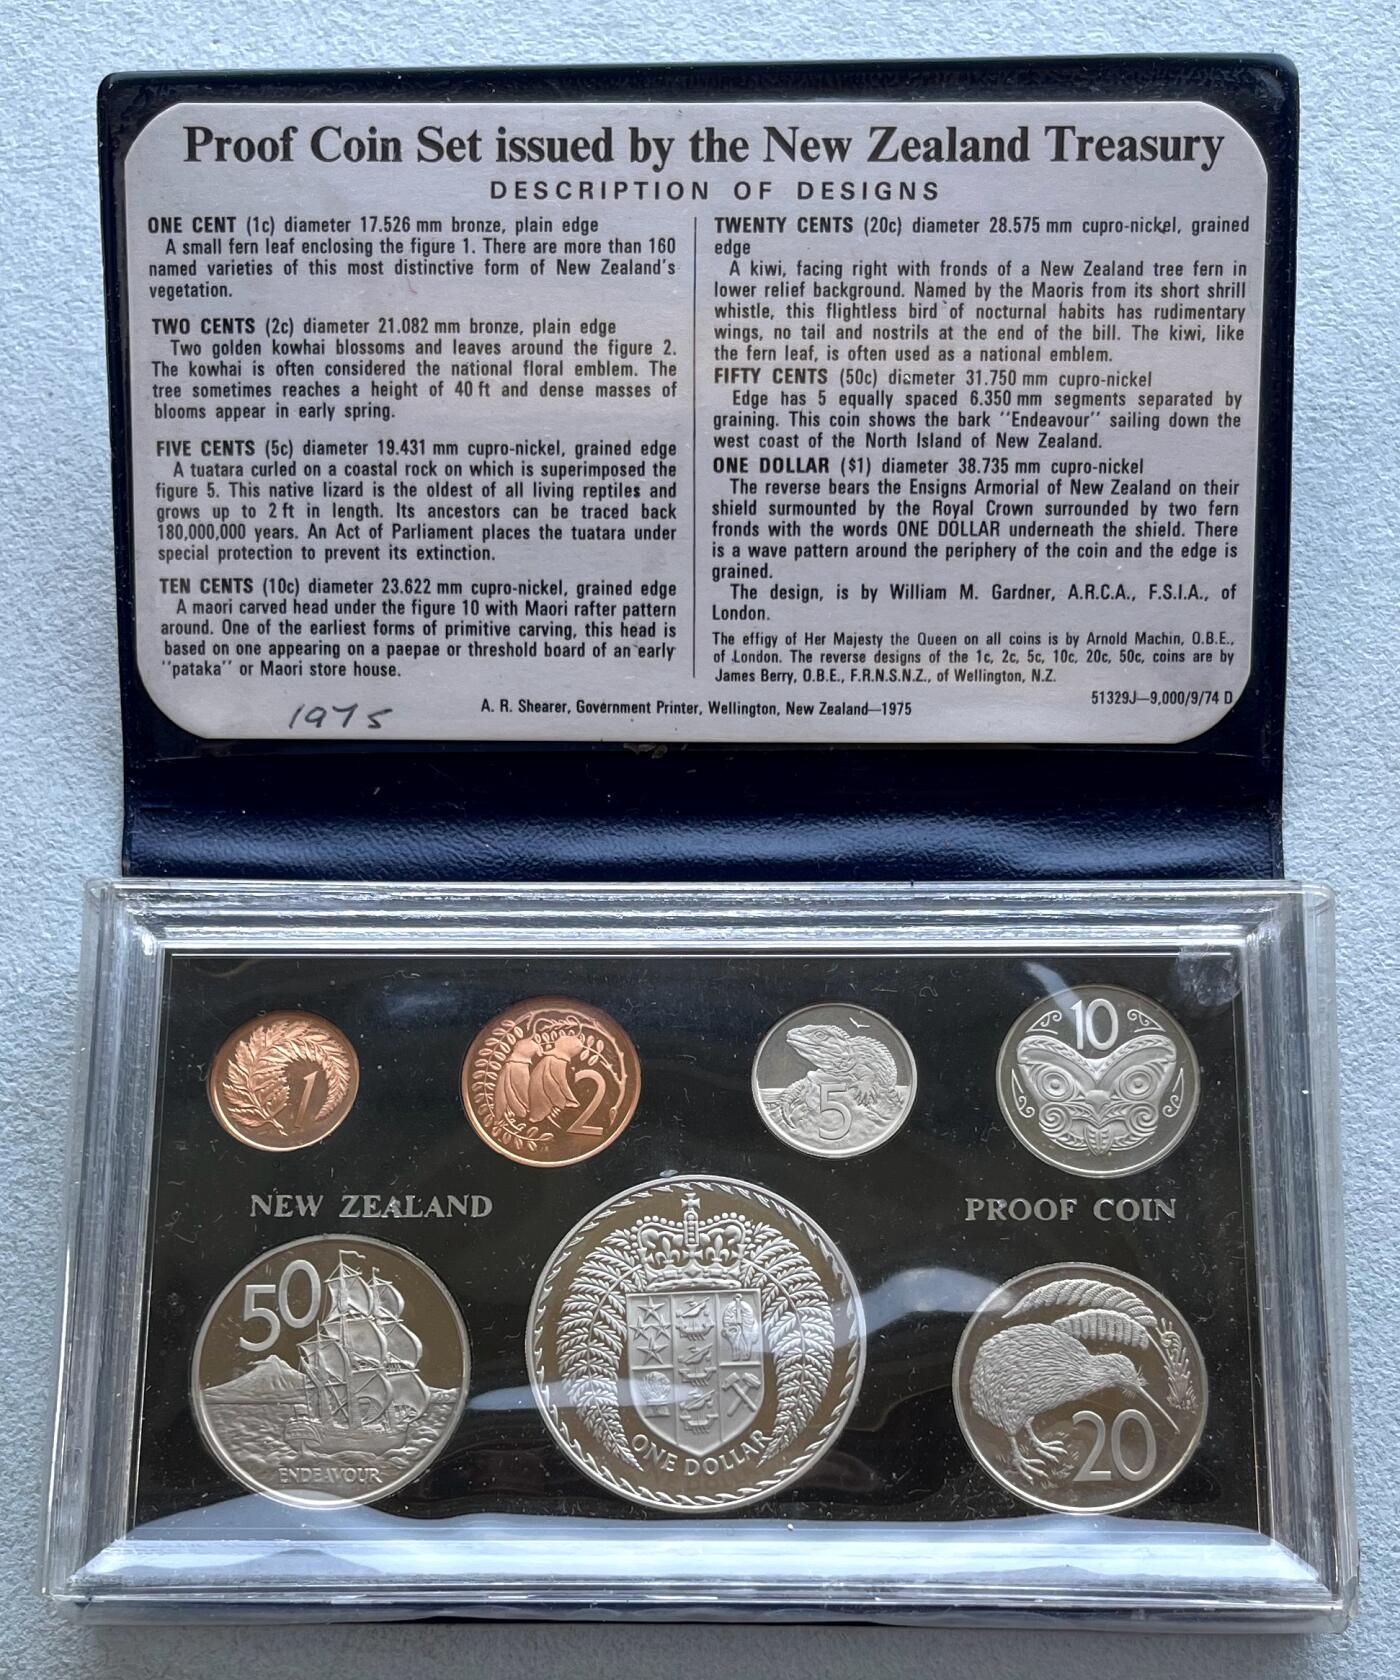 Proof Coin Set issued by the New Zealand Treasury
DESCRIPTION OF DESIGNS
ONE CENT (1c) diameter 17.526 mm bronze, plain edge
A small fern leaf enclosing the figure 1. There are more than 160
named varieties of this most distinctive form of New Zealand's
vegetation.
TWO CENTS (2c) diameter 21.082 mm bronze, plain edge
Two golden kowhai blossoms and leaves around the figure 2.
The kowhai is often considered the national floral emblem. The
tree sometimes reaches a height of 40 ft and dense masses of
blooms appear in early spring.
FIVE CENTS (5c) diameter 19.431 mm cupro-nickel, grained edge
A tuatara curled on a coastal rock on which is superimposed the
figure 5. This native lizard is the oldest of all living reptiles and
grows up to 2 ft in length. Its ancestors can be traced back
180,000,000 years. An Act of Parliament places the tuatara under
special protection to prevent its extinction.
TEN CENTS (10c) diameter 23.622 mm cupro-nickel, grained edge
A maori carved head under the figure 10 with Maori rafter pattern
around. One of the earliest forms of primitive carving, this head is
based on one appearing on a paepae or threshold board of an early
"pataka" or Maori store house.
TWENTY CENTS (20c) diameter 28.575 mm cupro-nickel, grained
edge
A kiwi, facing right with fronds of a New Zealand tree fern in
lower relief background. Named by the Maoris from its short shrill
whistle, this flightless bird of nocturnal habits has rudimentary
wings, no tail and nostrils at the end of the bill. The kiwi, like
the fern leaf, is often used as a national emblem.
FIFTY CENTS (50c) diameter 31.750 mm cupro-nickel
Edge has 5 equally spaced 6.350 mm segments separated by
graining. This coin shows the bark "Endeavour" sailing down the
west coast of the North Island of New Zealand.
ONE DOLLAR ($1) diameter 38.735 mm cupro-nickel
The reverse bears the Ensigns Armorial of New Zealand on their
shield surmounted by the Royal Crown surrounded by two fern
fronds with the words ONE DOLLAR underneath the shield. There
is a wave pattern around the periphery of the coin and the edge is
grained.
The design, is by William M. Gardner, A.R.C.A., F.S.I.A., of
London.
The effigy of Her Majesty the Queen on all coins is by Arnold Machin, O.B.E.,
of London. The reverse designs of the 1c, 2c, 5c, 10c, 20c, 50c, coins are by
James Berry, O.B.E., F.R.N.S.N.Z., of Wellington, N.Z.
51329J—9,000/9/74 D
1975
A. R. Shearer, Government Printer, Wellington, New Zealand—1975
1
2
5
10
NEW ZEALAND
PROOF COIN
50
ENDEAVOUR
ONE DOLLAR
20